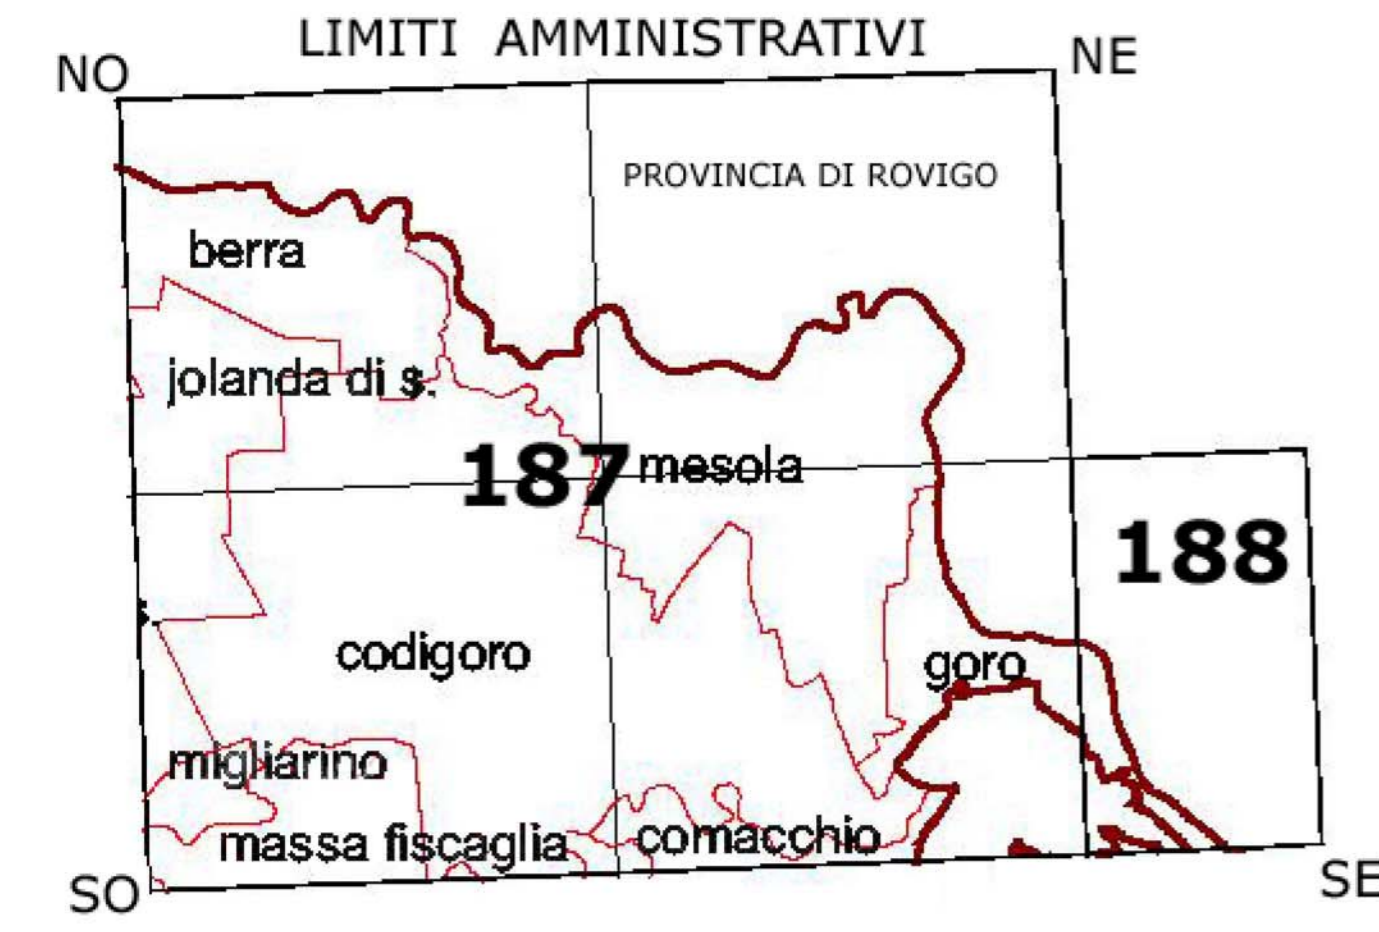 LIMITI AMMINISTRATIVI
NO
NE
PROVINCIA DI ROVIGO
berra
jolanda di s.
187
mesola
188
codigoro
goro
migliarino
massa fiscaglia
comacchio
SO
SE